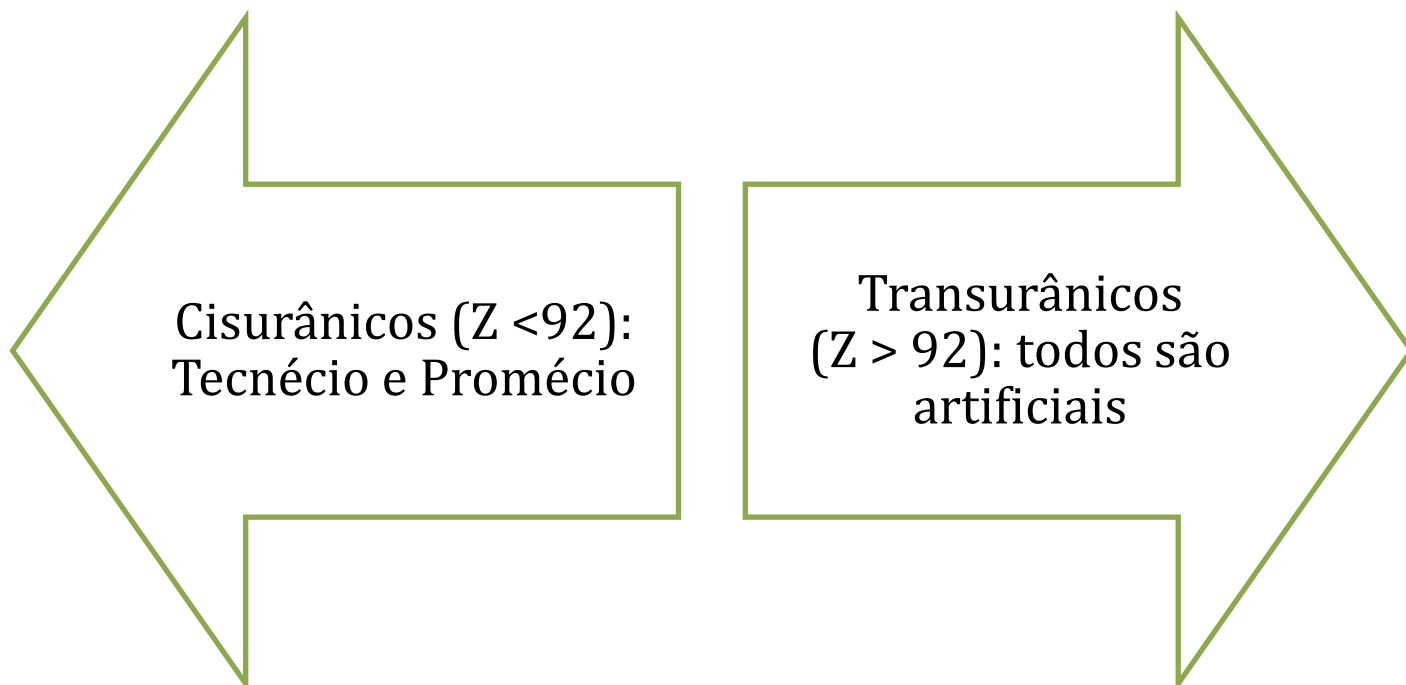 Cisurânicos (Z <92):
Tecnécio e Promécio
Transurânicos
(Z > 92): todos são
artificiais